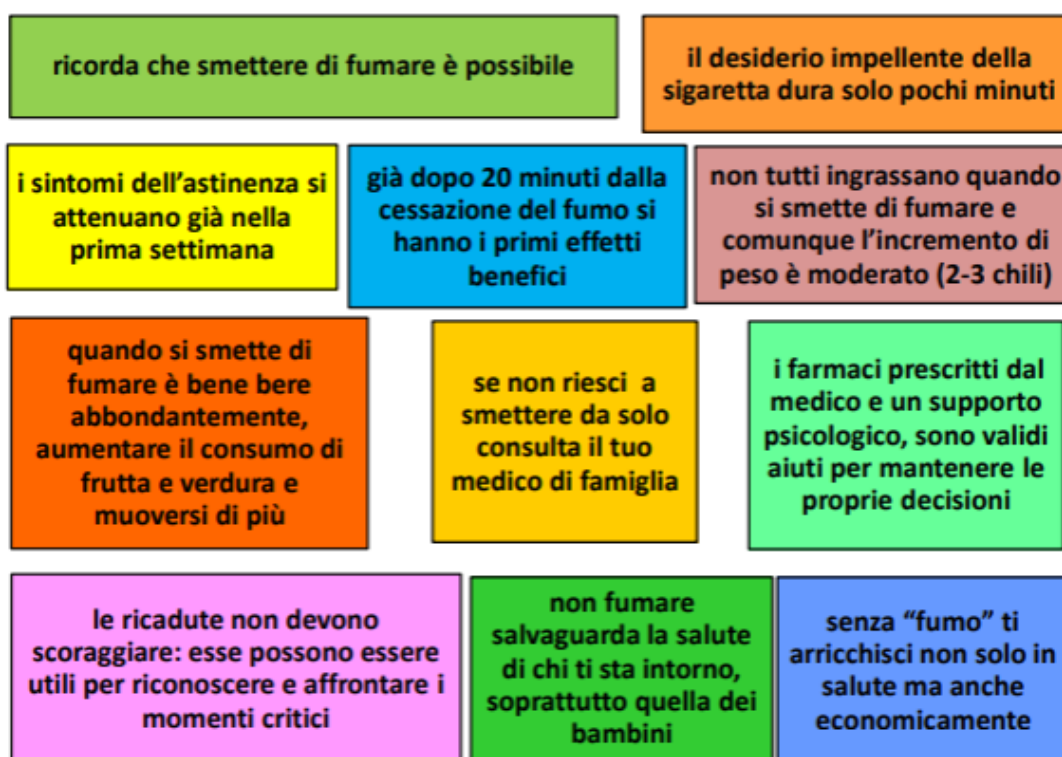 ricorda che smettere di fumare è possibile
il desiderio impellente della
sigaretta dura solo pochi minuti
i sintomi dell’astinenza si
attenuano già nella
prima settimana
già dopo 20 minuti dalla
cessazione del fumo si
hanno i primi effetti
benefici
non tutti ingrassano quando
si smette di fumare e
comunque l’incremento di
peso è moderato (2-3 chili)
quando si smette di
fumare è bene bere
abbondantemente,
aumentare il consumo di
frutta e verdura e
muoversi di più
se non riesci a
smettere da solo
consulta il tuo
medico di famiglia
i farmaci prescritti dal
medico e un supporto
psicologico, sono validi
aiuti per mantenere le
proprie decisioni
le ricadute non devono
scoraggiare: esse possono essere
utili per riconoscere e affrontare i
momenti critici
non fumare
salvaguarda la salute
di chi ti sta intorno,
soprattutto quella dei
bambini
senza “fumo” ti
arricchisci non solo in
salute ma anche
economicamente